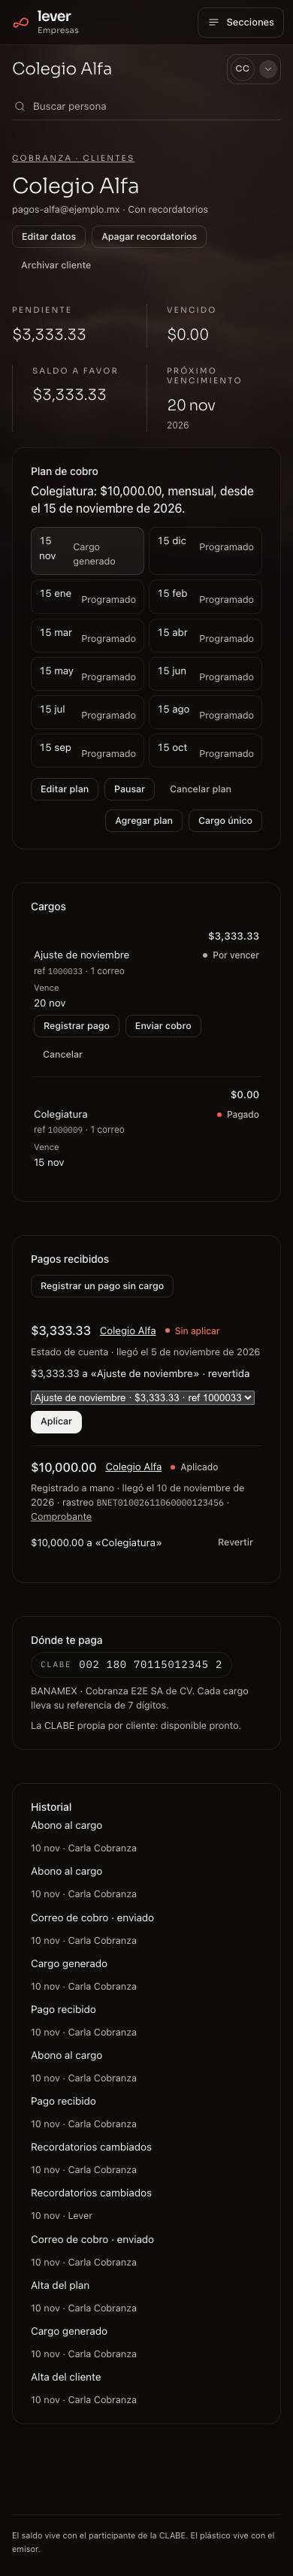 lever
Empresas
Secciones
Colegio Alfa
CC
Buscar persona
COBRANZA · CLIENTES
Colegio Alfa
pagos-alfa@ejemplo.mx · Con recordatorios
Editar datos
Apagar recordatorios
Archivar cliente
PENDIENTE
$3,333.33
VENCIDO
$0.00
SALDO A FAVOR
$3,333.33
PRÓXIMO
VENCIMIENTO
20 nov
2026
Plan de cobro
Colegiatura: $10,000.00, mensual, desde
el 15 de noviembre de 2026.
15
nov
Cargo
generado
15 dic
Programado
15 ene
Programado
15 feb
Programado
15 mar
Programado
15 abr
Programado
15 may
Programado
15 jun
Programado
15 jul
Programado
15 ago
Programado
15 sep
Programado
15 oct
Programado
Editar plan
Pausar
Cancelar plan
Agregar plan
Cargo único
Cargos
$3,333.33
Ajuste de noviembre
Por vencer
ref 1000033 · 1 correo
Vence
20 nov
Registrar pago
Enviar cobro
Cancelar
$0.00
Colegiatura
Pagado
ref 1000009 · 1 correo
Vence
15 nov
Pagos recibidos
Registrar un pago sin cargo
$3,333.33 Colegio Alfa Sin aplicar
Estado de cuenta · llegó el 5 de noviembre de 2026
$3,333.33 a «Ajuste de noviembre» · revertida
Ajuste de noviembre · $3,333.33 · ref 1000033
Aplicar
$10,000.00 Colegio Alfa Aplicado
Registrado a mano · llegó el 10 de noviembre de
2026 · rastreo BNET01002611060000123456 ·
Comprobante
$10,000.00 a «Colegiatura»
Revertir
Dónde te paga
CLABE 002 180 70115012345 2
BANAMEX · Cobranza E2E SA de CV. Cada cargo
lleva su referencia de 7 dígitos.
La CLABE propia por cliente: disponible pronto.
Historial
Abono al cargo
10 nov · Carla Cobranza
Abono al cargo
10 nov · Carla Cobranza
Correo de cobro · enviado
10 nov · Carla Cobranza
Cargo generado
10 nov · Carla Cobranza
Pago recibido
10 nov · Carla Cobranza
Abono al cargo
10 nov · Carla Cobranza
Pago recibido
10 nov · Carla Cobranza
Recordatorios cambiados
10 nov · Carla Cobranza
Recordatorios cambiados
10 nov · Lever
Correo de cobro · enviado
10 nov · Carla Cobranza
Alta del plan
10 nov · Carla Cobranza
Cargo generado
10 nov · Carla Cobranza
Alta del cliente
10 nov · Carla Cobranza
El saldo vive con el participante de la CLABE. El plástico vive con el
emisor.